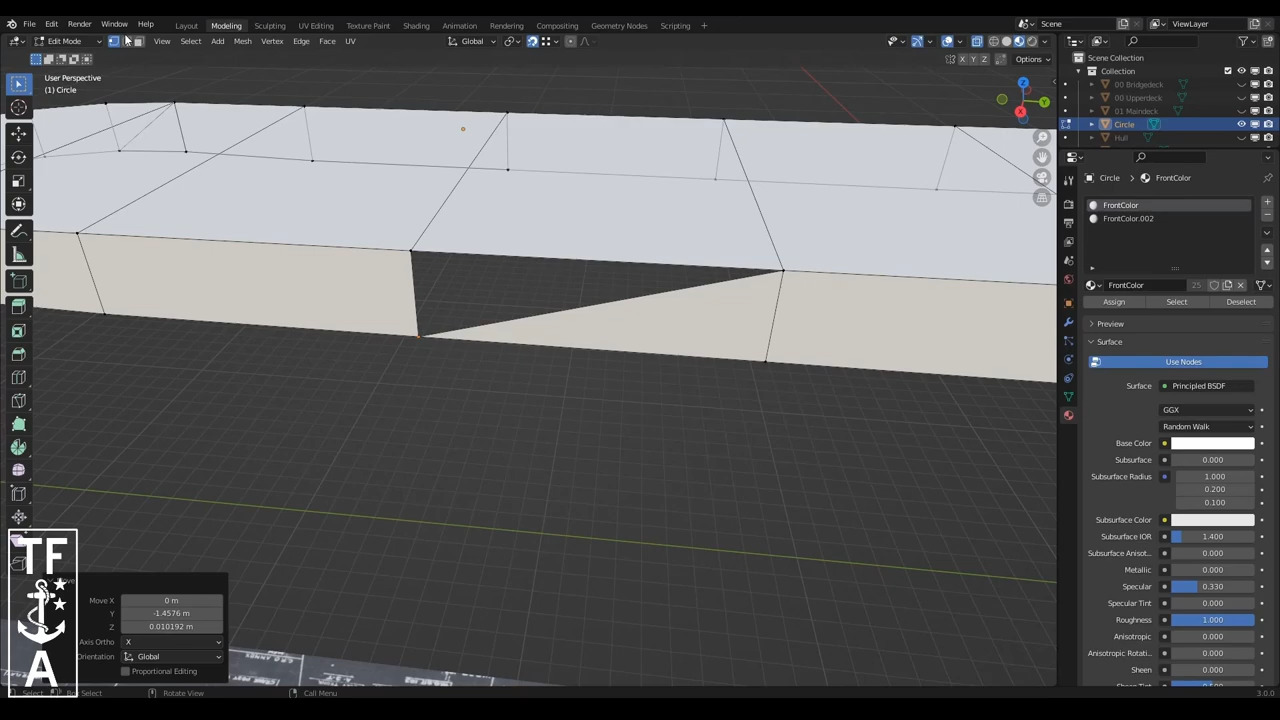 File Edit Render Window Help Layout Modeling Sculpting UV Editing Texture Paint Shading Animation Rendering Compositing Geometry Nodes Scripting + Scene ViewLayer
Edit Mode View Select Add Mesh Vertex Edge Face UV Global
X Y Z Options
User Perspective
(1) Circle
Z
Y
X
Scene Collection
Collection
00 Bridgedeck
00 Upperdeck
01 Maindeck
Circle
Hull
Circle > FrontColor
FrontColor
FrontColor.002
FrontColor 25
Assign Select Deselect
Preview
Surface
Use Nodes
Surface Principled BSDF
GGX
Random Walk
Base Color
Subsurface 0.000
Subsurface Radius 1.000
0.200
0.100
Subsurface Color
Subsurface IOR 1.400
Subsurface Anisot... 0.000
Metallic 0.000
Specular 0.330
Specular Tint 0.000
Roughness 1.000
Anisotropic 0.000
Anisotropic Rotati... 0.000
Sheen 0.000
TF
A
Move X 0 m
Y -1.4576 m
Z 0.010192 m
Axis Ortho X
Orientation Global
Proportional Editing
Select Box Select Rotate View Call Menu 3.0.0